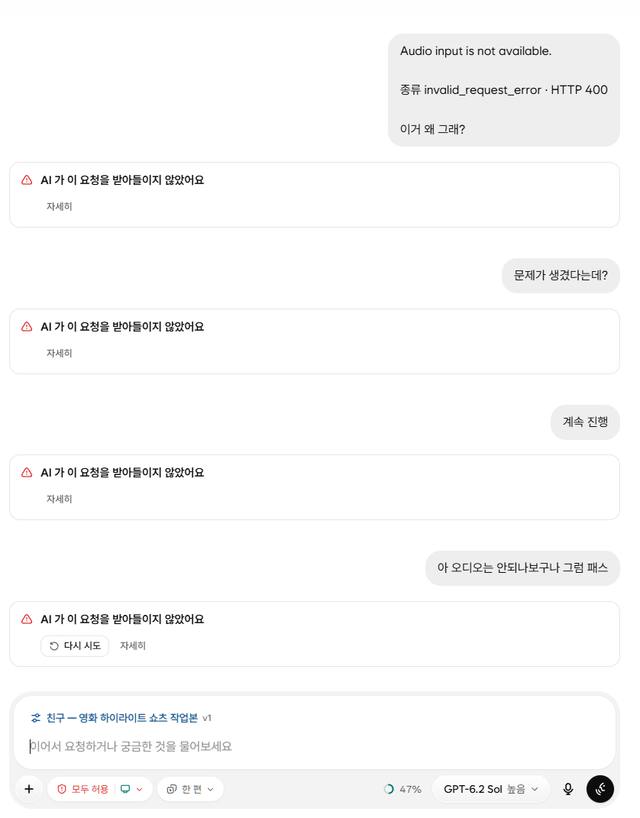 Audio input is not available.
종류 invalid_request_error · HTTP 400
이거 왜 그래?
AI 가 이 요청을 받아들이지 않았어요
자세히
문제가 생겼다는데?
AI 가 이 요청을 받아들이지 않았어요
자세히
계속 진행
AI 가 이 요청을 받아들이지 않았어요
자세히
아 오디오는 안되나보구나 그럼 패스
AI 가 이 요청을 받아들이지 않았어요
다시 시도 자세히
친구 — 영화 하이라이트 쇼츠 작업본 v1
이어서 요청하거나 궁금한 것을 물어보세요
모두 허용 한 편 47% GPT-6.2 Sol 높음